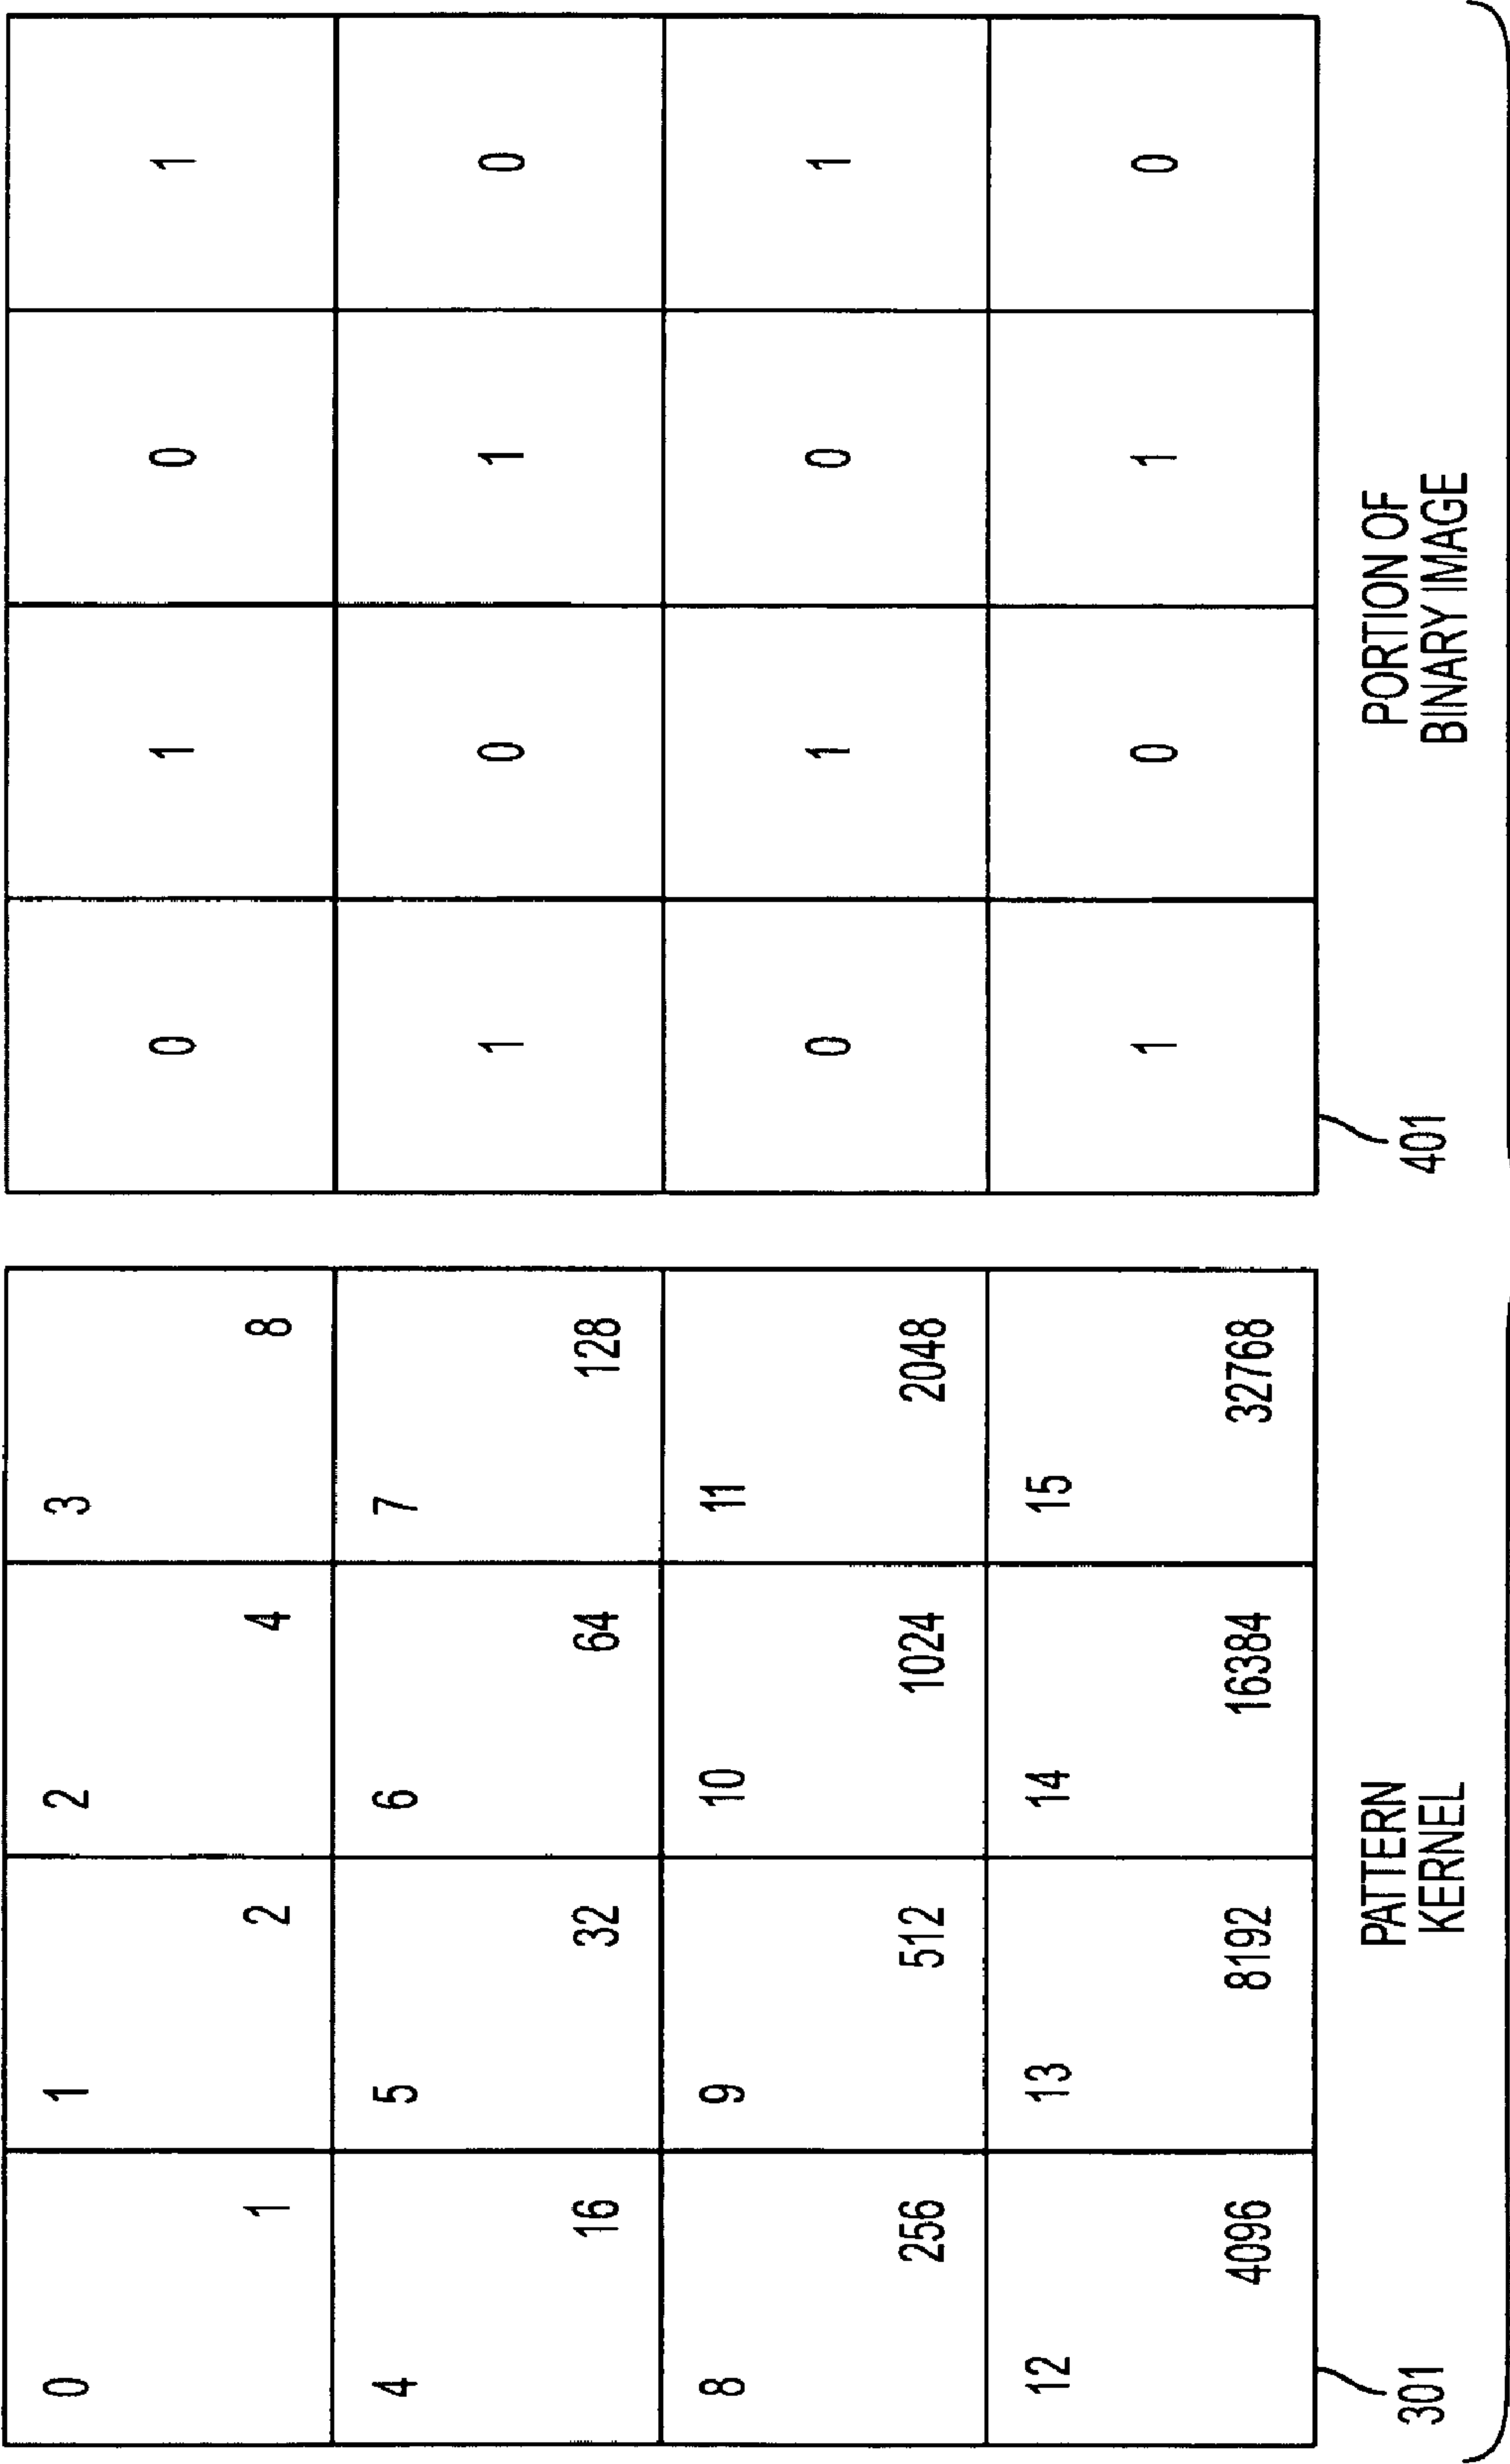 0 1 2 3
1 2 4 8
4 5 6 7
16 32 64 128
8 9 10 11
256 512 1024 2048
12 13 14 15
4096 8192 16384 32768
301
PATTERN
KERNEL
0 1 0 1
1 0 1 0
0 1 0 1
1 0 1 0
401
PORTION OF
BINARY IMAGE